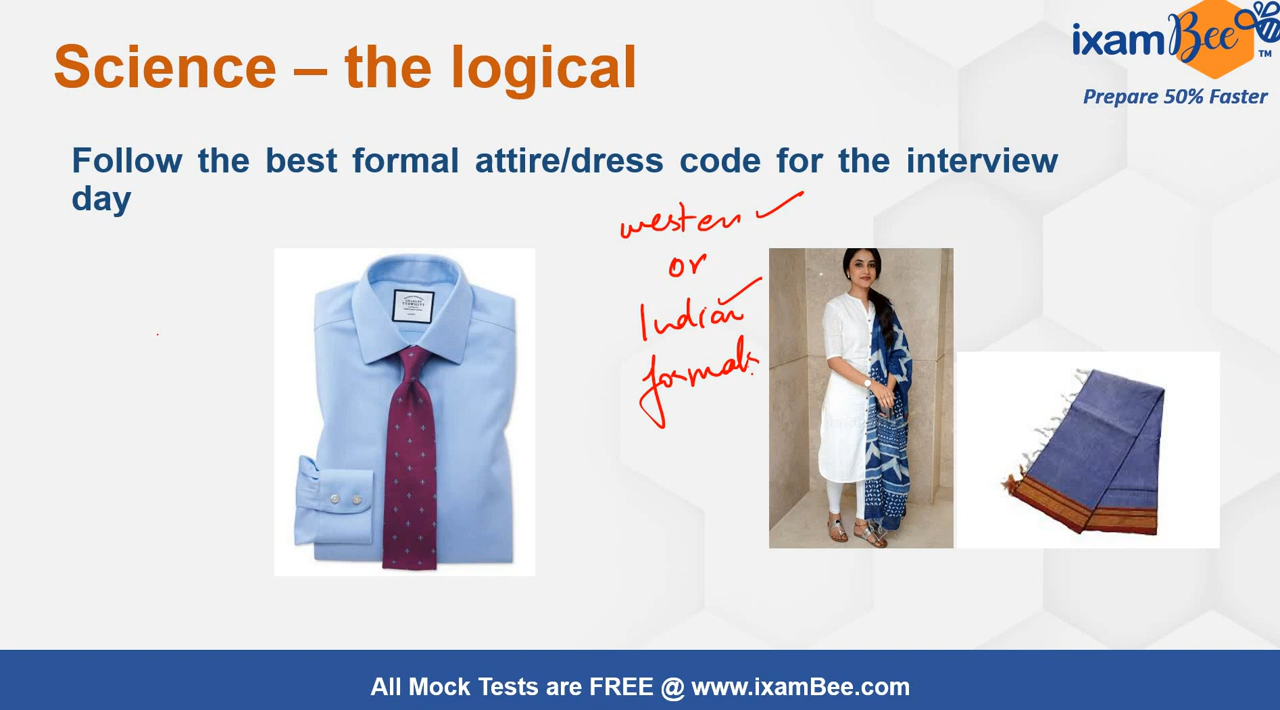 Science – the logical
ixamBee
TM
Prepare 50% Faster
Follow the best formal attire/dress code for the interview
day
western
or
Indian
formals
All Mock Tests are FREE @ www.ixamBee.com